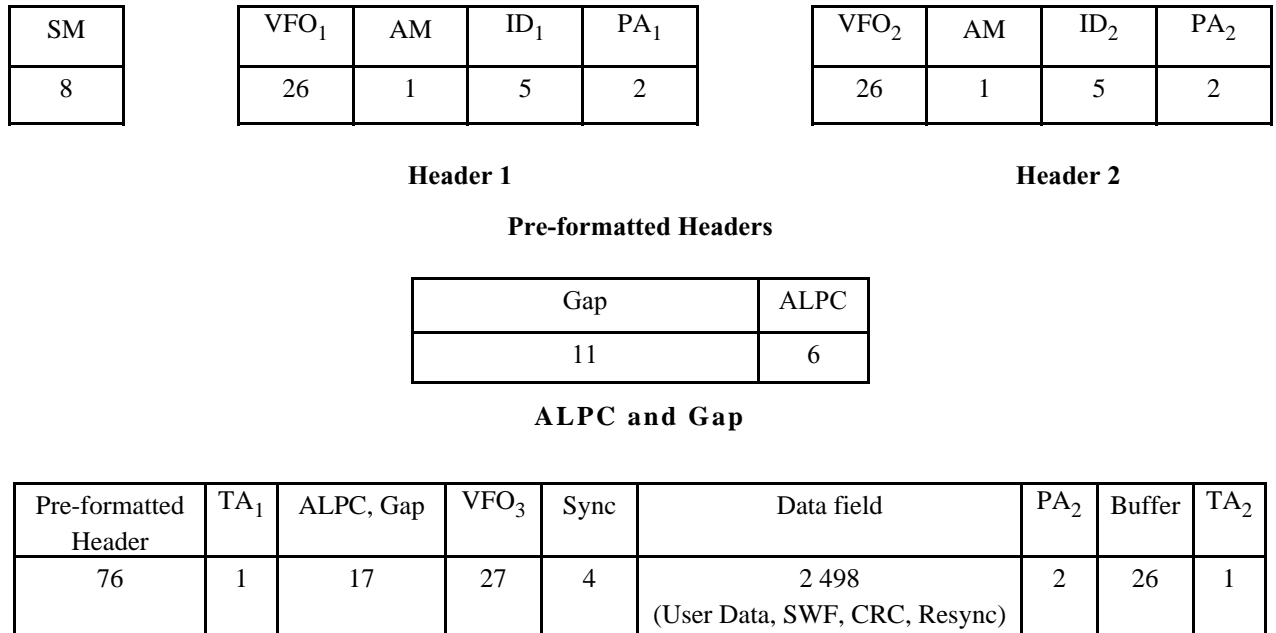 SM VFO1 AM ID1 PA1 VFO2 AM ID2 PA2
8 26 1 5 2 26 1 5 2
Header 1 Header 2
Pre-formatted Headers
Gap ALPC
11 6
ALPC and Gap
Pre-formatted TA1 ALPC, Gap VFO3 Sync Data field PA2 Buffer TA2
Header
76 1 17 27 4 2 498 2 26 1
(User Data, SWF, CRC, Resync)